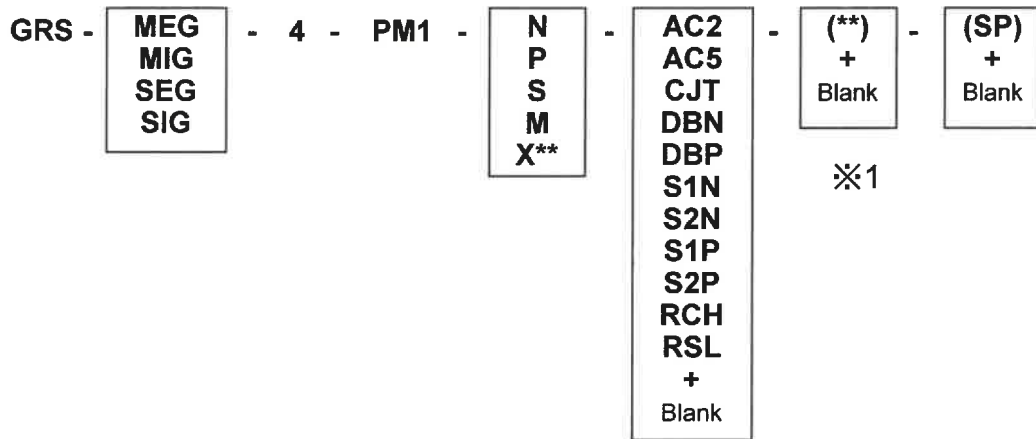 GRS - MEG - 4 - PM1 - N - AC2 - (**) - (SP)
MIG P AC5 + +
SEG S CJT Blank Blank
SIG M DBN
X** DBP
S1N ※1
S2N
S1P
S2P
RCH
RSL
+
Blank